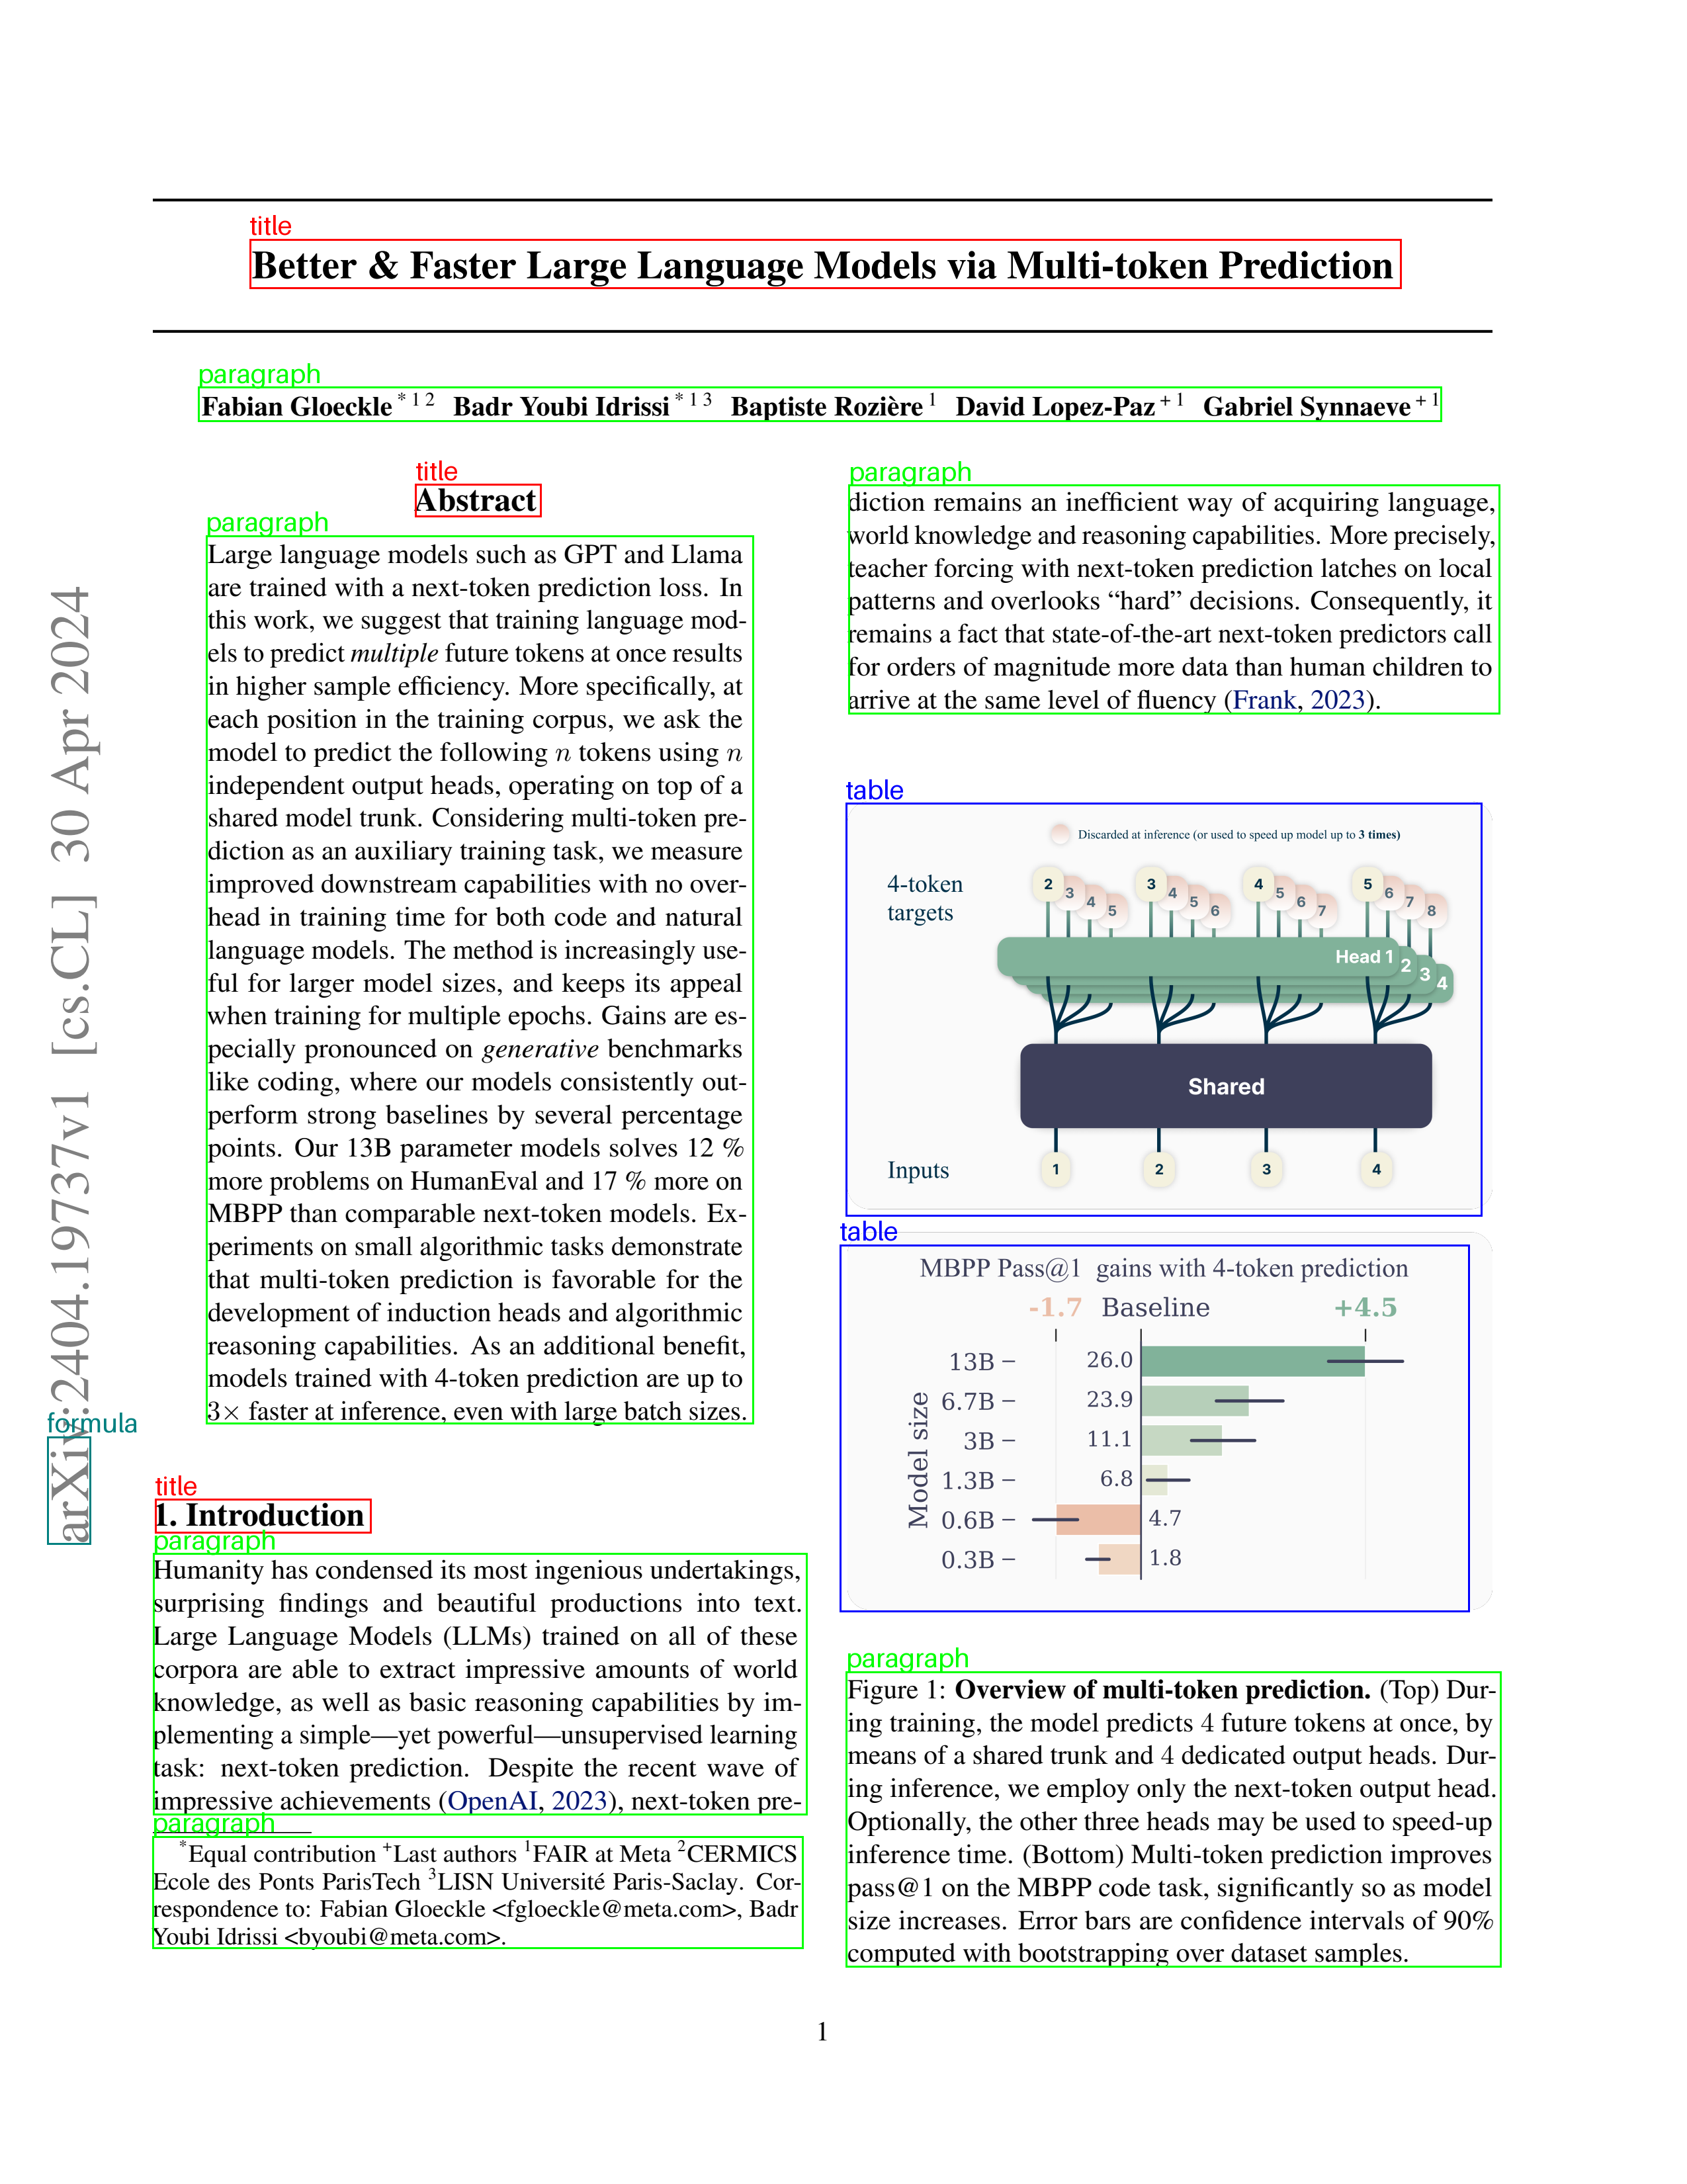 title
Better & Faster Large Language Models via Multi-token Prediction
paragraph
Fabian Gloeckle * 1 2 Badr Youbi Idrissi * 1 3 Baptiste Rozière 1 David Lopez-Paz + 1 Gabriel Synnaeve + 1
title
Abstract
paragraph
Large language models such as GPT and Llama
are trained with a next-token prediction loss. In
this work, we suggest that training language mod-
els to predict multiple future tokens at once results
in higher sample efficiency. More specifically, at
each position in the training corpus, we ask the
model to predict the following n tokens using n
independent output heads, operating on top of a
shared model trunk. Considering multi-token pre-
diction as an auxiliary training task, we measure
improved downstream capabilities with no over-
head in training time for both code and natural
language models. The method is increasingly use-
ful for larger model sizes, and keeps its appeal
when training for multiple epochs. Gains are es-
pecially pronounced on generative benchmarks
like coding, where our models consistently out-
perform strong baselines by several percentage
points. Our 13B parameter models solves 12 %
more problems on HumanEval and 17 % more on
MBPP than comparable next-token models. Ex-
periments on small algorithmic tasks demonstrate
that multi-token prediction is favorable for the
development of induction heads and algorithmic
reasoning capabilities. As an additional benefit,
models trained with 4-token prediction are up to
3× faster at inference, even with large batch sizes.
formula
arXiv:2404.19737v1 [cs.CL] 30 Apr 2024
title
1. Introduction
paragraph
Humanity has condensed its most ingenious undertakings,
surprising findings and beautiful productions into text.
Large Language Models (LLMs) trained on all of these
corpora are able to extract impressive amounts of world
knowledge, as well as basic reasoning capabilities by im-
plementing a simple—yet powerful—unsupervised learning
task: next-token prediction. Despite the recent wave of
impressive achievements (OpenAI, 2023), next-token pre-
paragraph
*Equal contribution +Last authors 1FAIR at Meta 2CERMICS
Ecole des Ponts ParisTech 3LISN Université Paris-Saclay. Cor-
respondence to: Fabian Gloeckle <fgloeckle@meta.com>, Badr
Youbi Idrissi <byoubi@meta.com>.
paragraph
diction remains an inefficient way of acquiring language,
world knowledge and reasoning capabilities. More precisely,
teacher forcing with next-token prediction latches on local
patterns and overlooks “hard” decisions. Consequently, it
remains a fact that state-of-the-art next-token predictors call
for orders of magnitude more data than human children to
arrive at the same level of fluency (Frank, 2023).
table
Discarded at inference (or used to speed up model up to 3 times)
4-token
targets
2 3 4 5 3 4 5 6 4 5 6 7 5 6 7 8
Head 1 2 3 4
Shared
Inputs 1 2 3 4
table
MBPP Pass@1 gains with 4-token prediction
-1.7 Baseline +4.5
Model size
13B 26.0
6.7B 23.9
3B 11.1
1.3B 6.8
0.6B 4.7
0.3B 1.8
paragraph
Figure 1: Overview of multi-token prediction. (Top) Dur-
ing training, the model predicts 4 future tokens at once, by
means of a shared trunk and 4 dedicated output heads. Dur-
ing inference, we employ only the next-token output head.
Optionally, the other three heads may be used to speed-up
inference time. (Bottom) Multi-token prediction improves
pass@1 on the MBPP code task, significantly so as model
size increases. Error bars are confidence intervals of 90%
computed with bootstrapping over dataset samples.
1